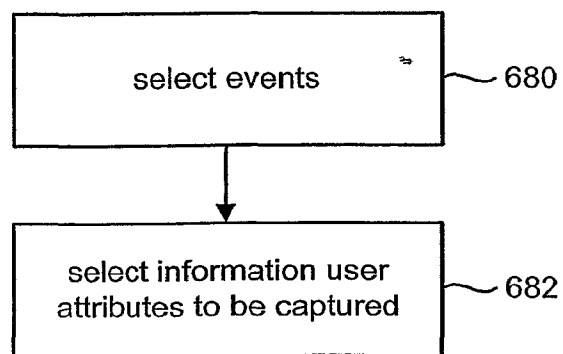 select events
680
select information user
attributes to be captured
682